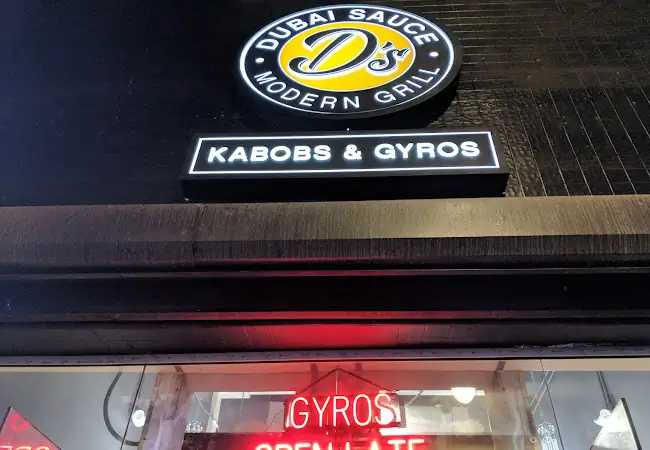 DUBAI SAUCE
D's
MODERN GRILL
KABOBS & GYROS
GYROS
OPEN LATE